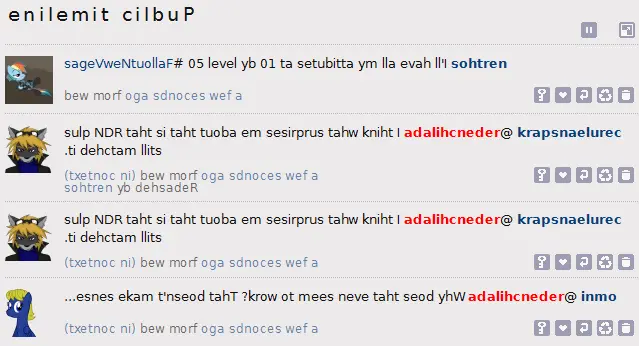 enilemit cilbuP
sageVweNtuollaF# 05 level yb 01 ta setubitta ym lla evah ll'I sohtren
bew morf oga sdnoces wef a
sulp NDR taht si taht tuoba em sesirprus tahw kniht I adalihcneder@ krapsnaelurec
.ti dehctam llits
(txetnoc ni) bew morf oga sdnoces wef a
sohtren yb dehsadeR
sulp NDR taht si taht tuoba em sesirprus tahw kniht I adalihcneder@ krapsnaelurec
.ti dehctam llits
(txetnoc ni) bew morf oga sdnoces wef a
...esnes ekam t'nseod tahT ?krow ot mees neve taht seod yhW adalihcneder@ inmo
(txetnoc ni) bew morf oga sdnoces wef a